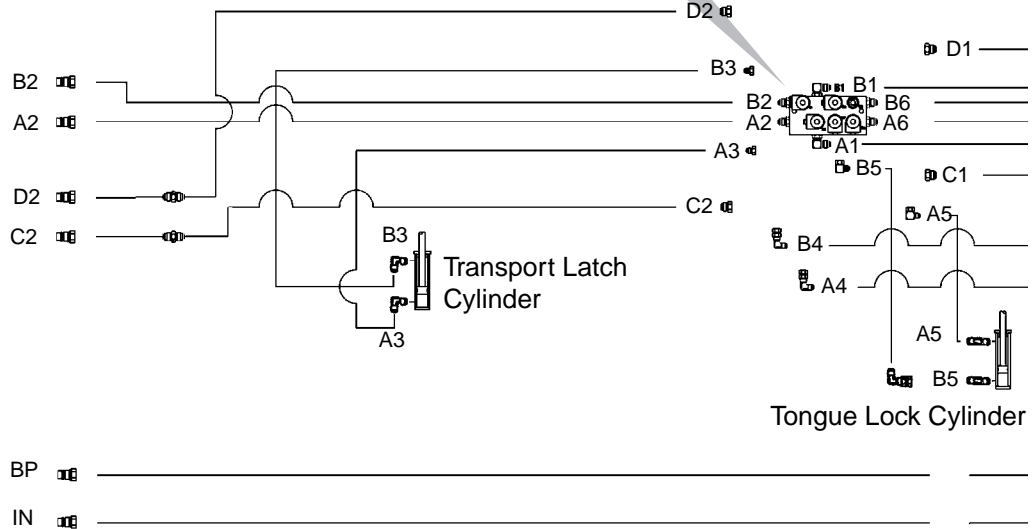 D2
D1
B3
B2
B1
B1
B2
B6
A2
A2
A6
A3
A1
B5
C1
D2
C2
A5
C2
B3
B4
Transport Latch
Cylinder
A4
A3
A5
B5
Tongue Lock Cylinder
BP
IN